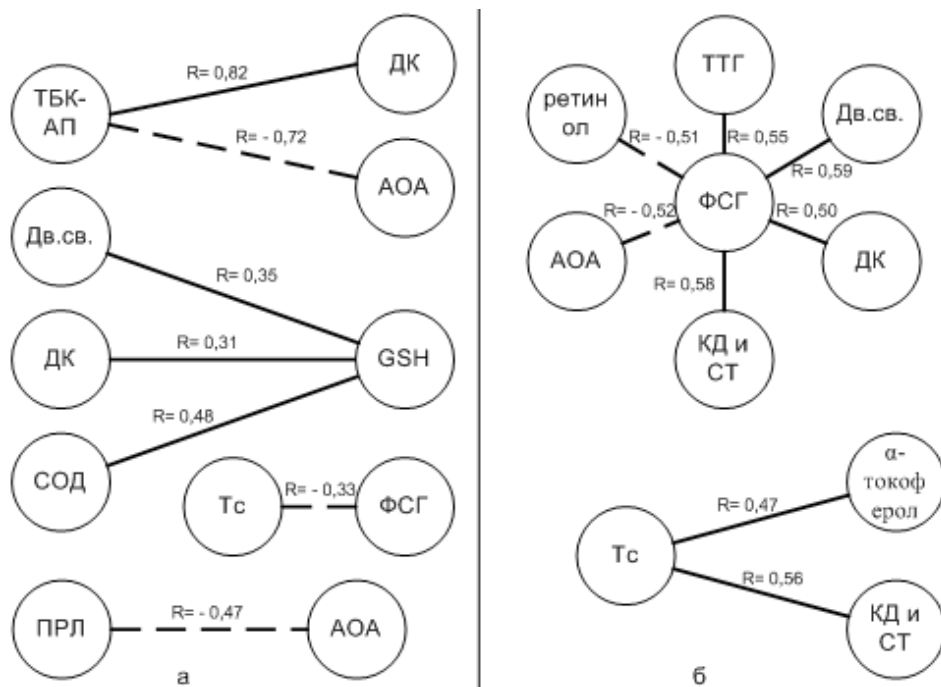 ТБК-
АП
R= 0,82
ДК
R= - 0,72
АОА
Дв.св.
R= 0,35
ДК
R= 0,31
GSH
R= 0,48
СОД
Тс
R= - 0,33
ФСГ
ПРЛ
R= - 0,47
АОА
а
ТТГ
ретин
ол
R= - 0,51
R= 0,55
Дв.св.
R= 0,59
ФСГ
R= - 0,52
R= 0,50
АОА
ДК
R= 0,58
КД и
СТ
α-
токоф
ерол
R= 0,47
Тс
R= 0,56
КД и
СТ
б